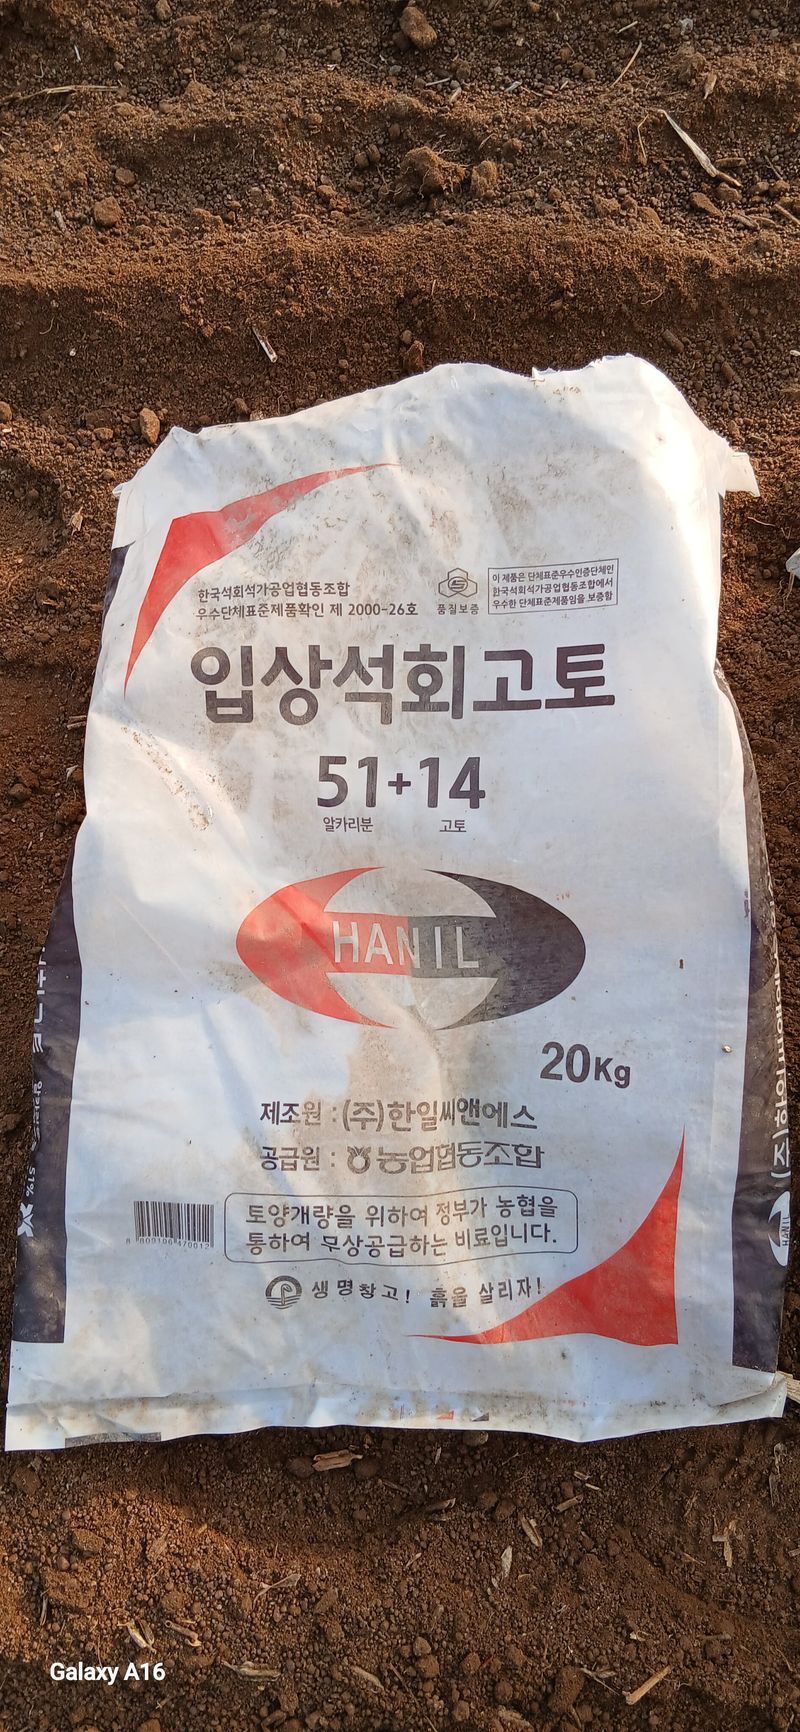 한국석회석가공업협동조합
우수단체표준제품확인 제 2000-26호
품질보증
이 제품은 단체표준우수인증단체인
한국석회석가공업협동조합에서
우수한 단체표준제품임을 보증함
입상석회고토
51+14
알카리분 고토
HANIL
20Kg
제조원 : (주)한일씨앤에스
공급원 : 농업협동조합
토양개량을 위하여 정부가 농협을
통하여 무상공급하는 비료입니다.
8 800106 470012
생명창고! 흙을 살리자!
51%
HANIL
Galaxy A16